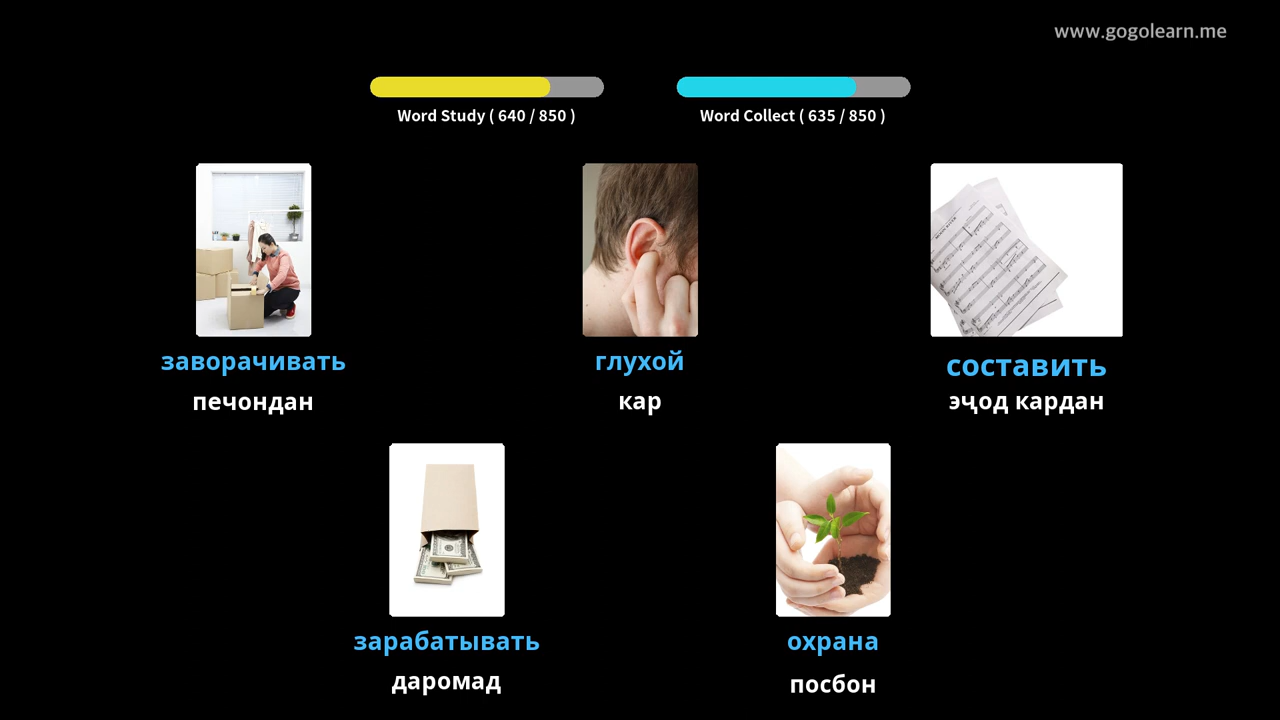 www.gogolearn.me
Word Study ( 640 / 850 )
Word Collect ( 635 / 850 )
заворачивать
печондан
глухой
кар
составить
эҷод кардан
зарабатывать
даромад
охрана
посбон